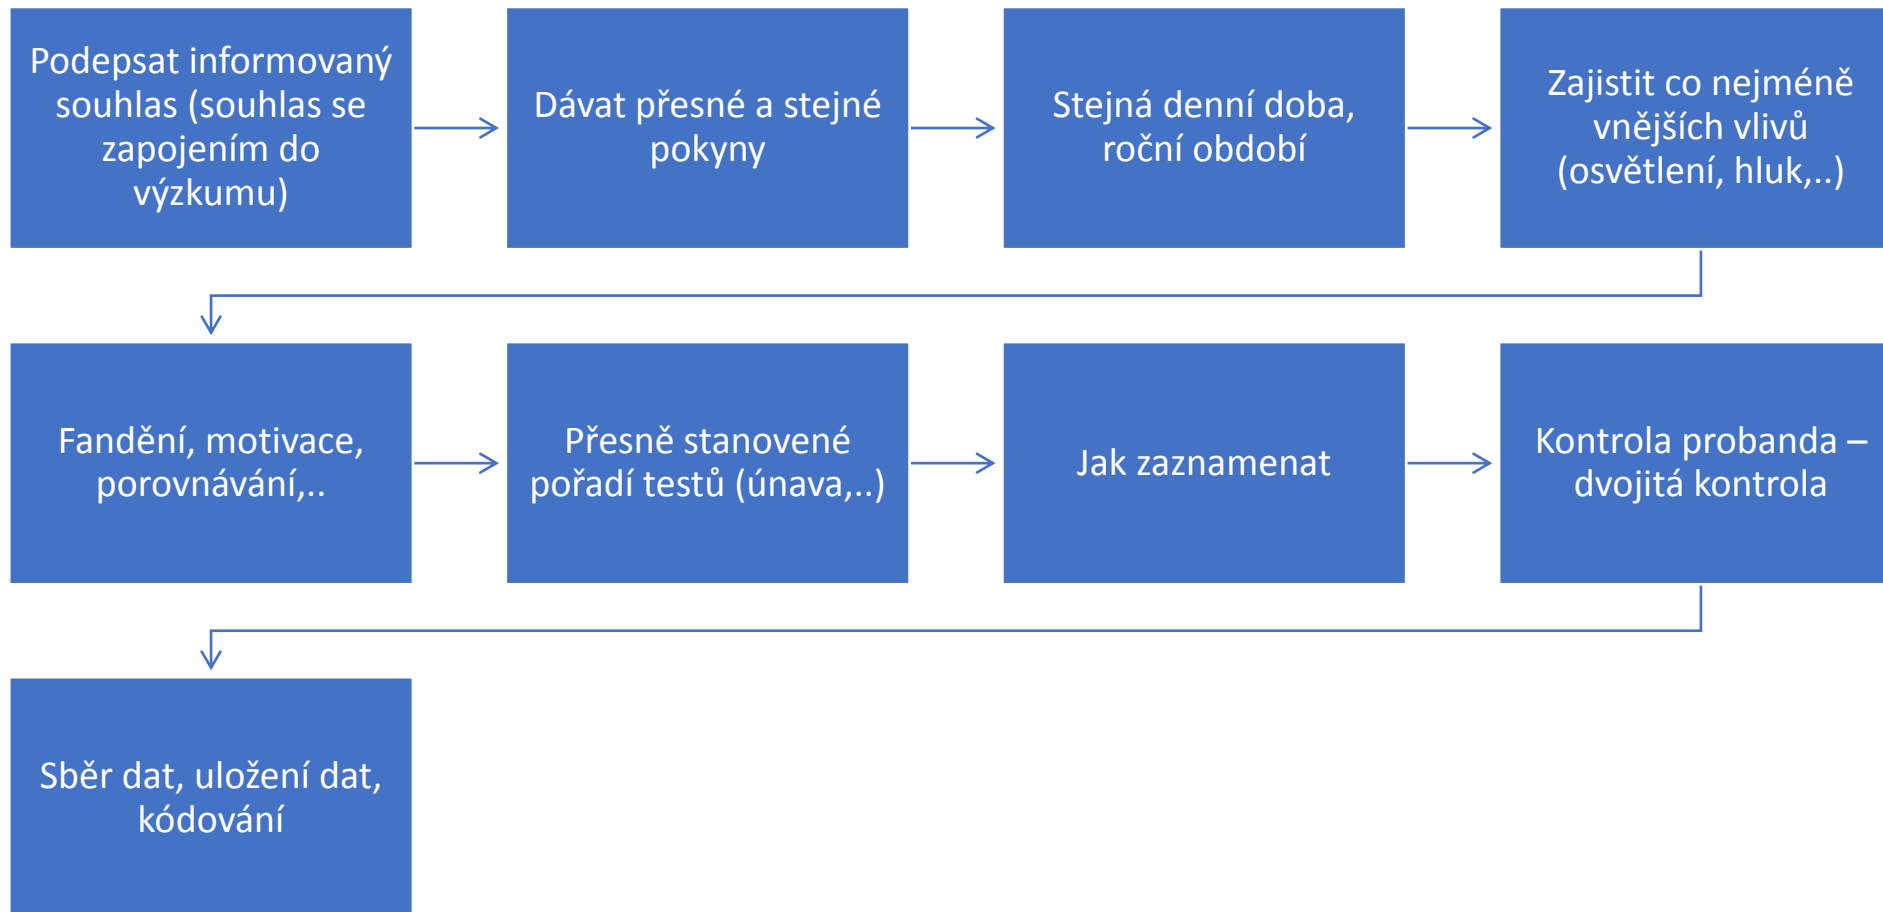 Podepsat informovaný
souhlas (souhlas se
zapojením do
výzkumu)
Dávat přesné a stejné
pokyny
Stejná denní doba,
roční období
Zajistit co nejméně
vnějších vlivů
(osvětlení, hluk,..)
Fandění, motivace,
porovnávání,..
Přesně stanovené
pořadí testů (únava,..)
Jak zaznamenat
Kontrola probanda –
dvojitá kontrola
Sběr dat, uložení dat,
kódování